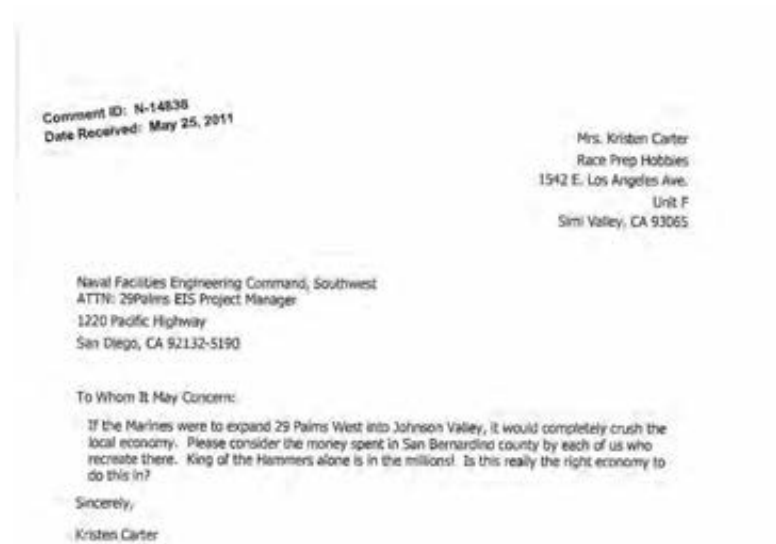 Comment ID: N-14838
Date Received: May 25, 2011
Mrs. Kristen Carter
Race Prep Hobbies
1542 E. Los Angeles Ave.
Unit F
Simi Valley, CA 93065
Naval Facilities Engineering Command, Southwest
ATTN: 29Palms EIS Project Manager
1220 Pacific Highway
San Diego, CA 92132-5190
To Whom It May Concern:
If the Marines were to expand 29 Palms West into Johnson Valley, it would completely crush the
local economy. Please consider the money spent in San Bernardino county by each of us who
recreate there. King of the Hammers alone is in the millions! Is this really the right economy to
do this in?
Sincerely,
Kristen Carter